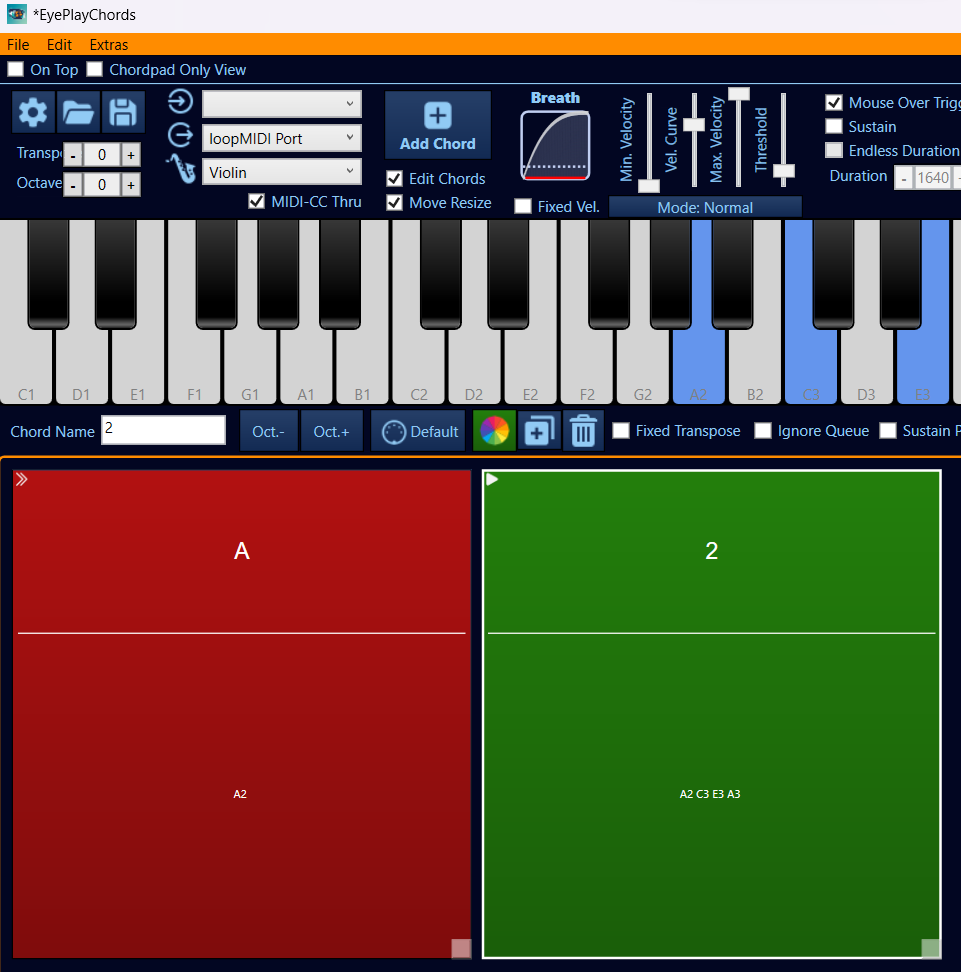 *EyePlayChords
File Edit Extras
On Top Chordpad Only View
Add Chord
Breath
Min. Velocity
Vel. Curve
Max. Velocity
Threshold
Mouse Over Trigg
Sustain
Endless Duration
Duration - 1640
Transpo - 0 +
Octave - 0 +
loopMIDI Port
Violin
MIDI-CC Thru
Edit Chords
Move Resize
Fixed Vel.
Mode: Normal
C1 D1 E1 F1 G1 A1 B1 C2 D2 E2 F2 G2 A2 B2 C3 D3 E3
Chord Name 2 Oct.- Oct.+ Default Fixed Transpose Ignore Queue Sustain P
A
A2
2
A2 C3 E3 A3